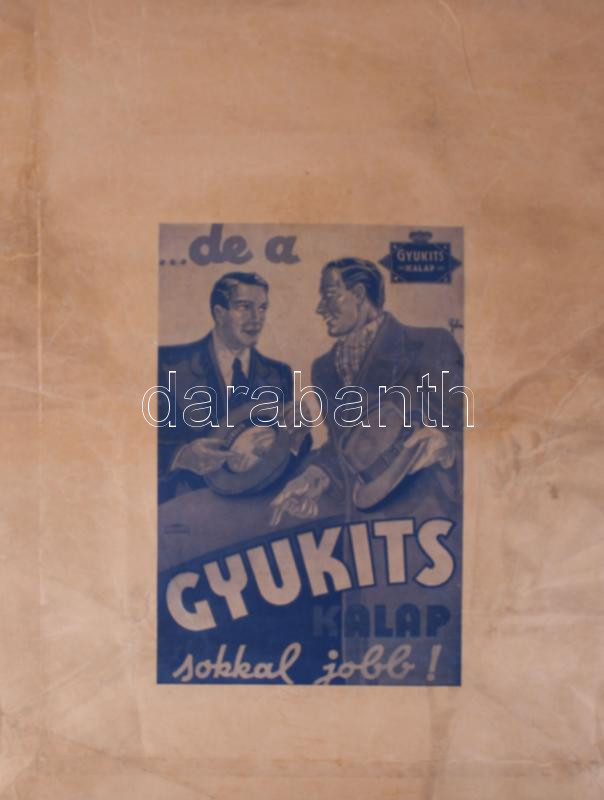 ...de a
GYUKITS
KALAP
darabanth
GYUKITS
KALAP
sokkal jobb!